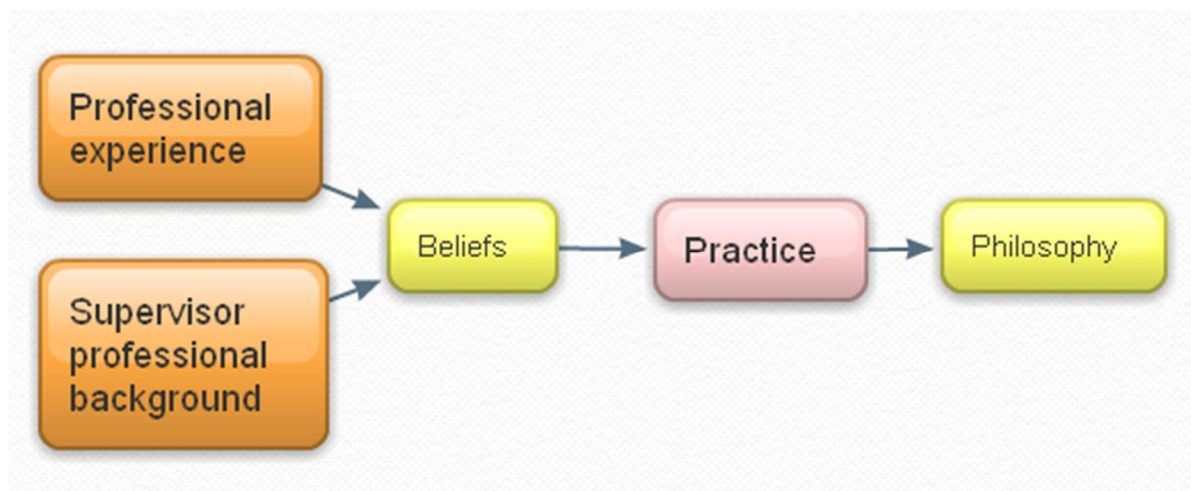 Professional
experience
Supervisor
professional
background
Beliefs
Practice
Philosophy